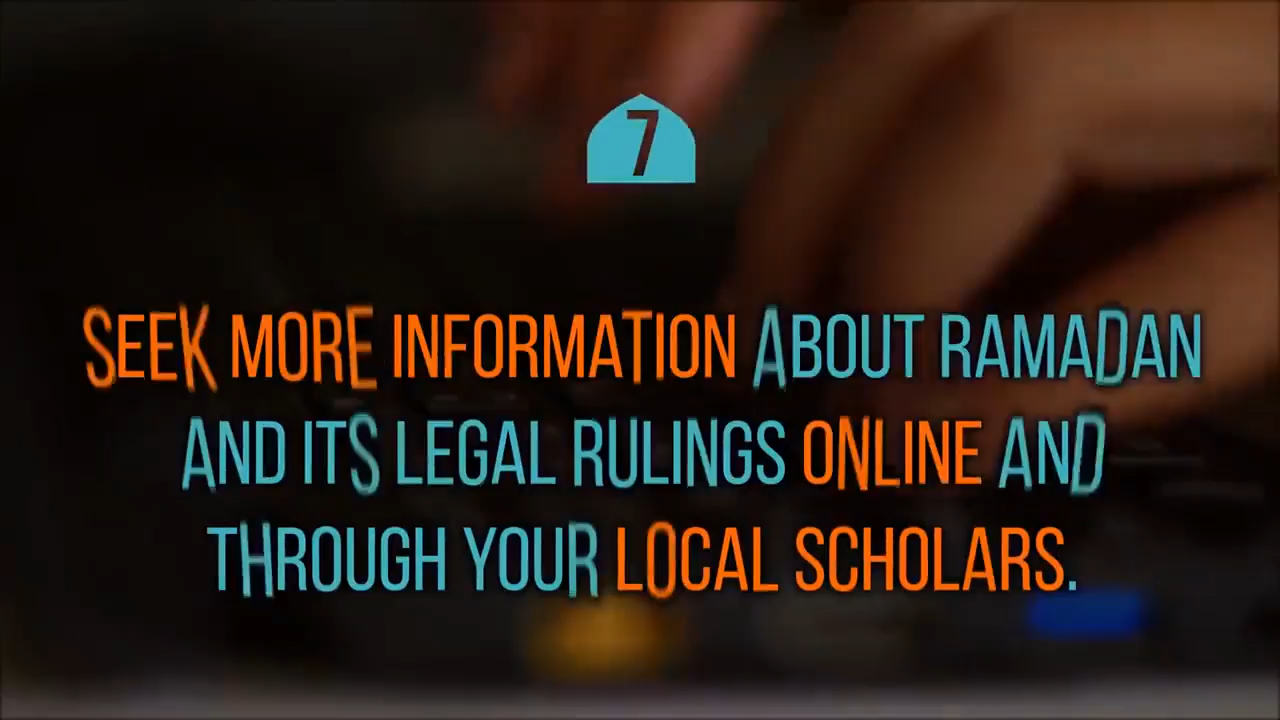 7
SEEK MORE INFORMATION ABOUT RAMADAN
AND ITS LEGAL RULINGS ONLINE AND
THROUGH YOUR LOCAL SCHOLARS.